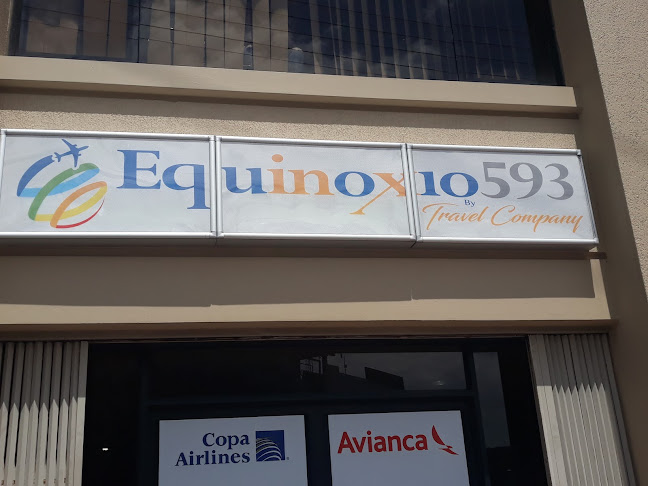 Equinoxio593
By
Travel Company
Copa
Airlines
Avianca